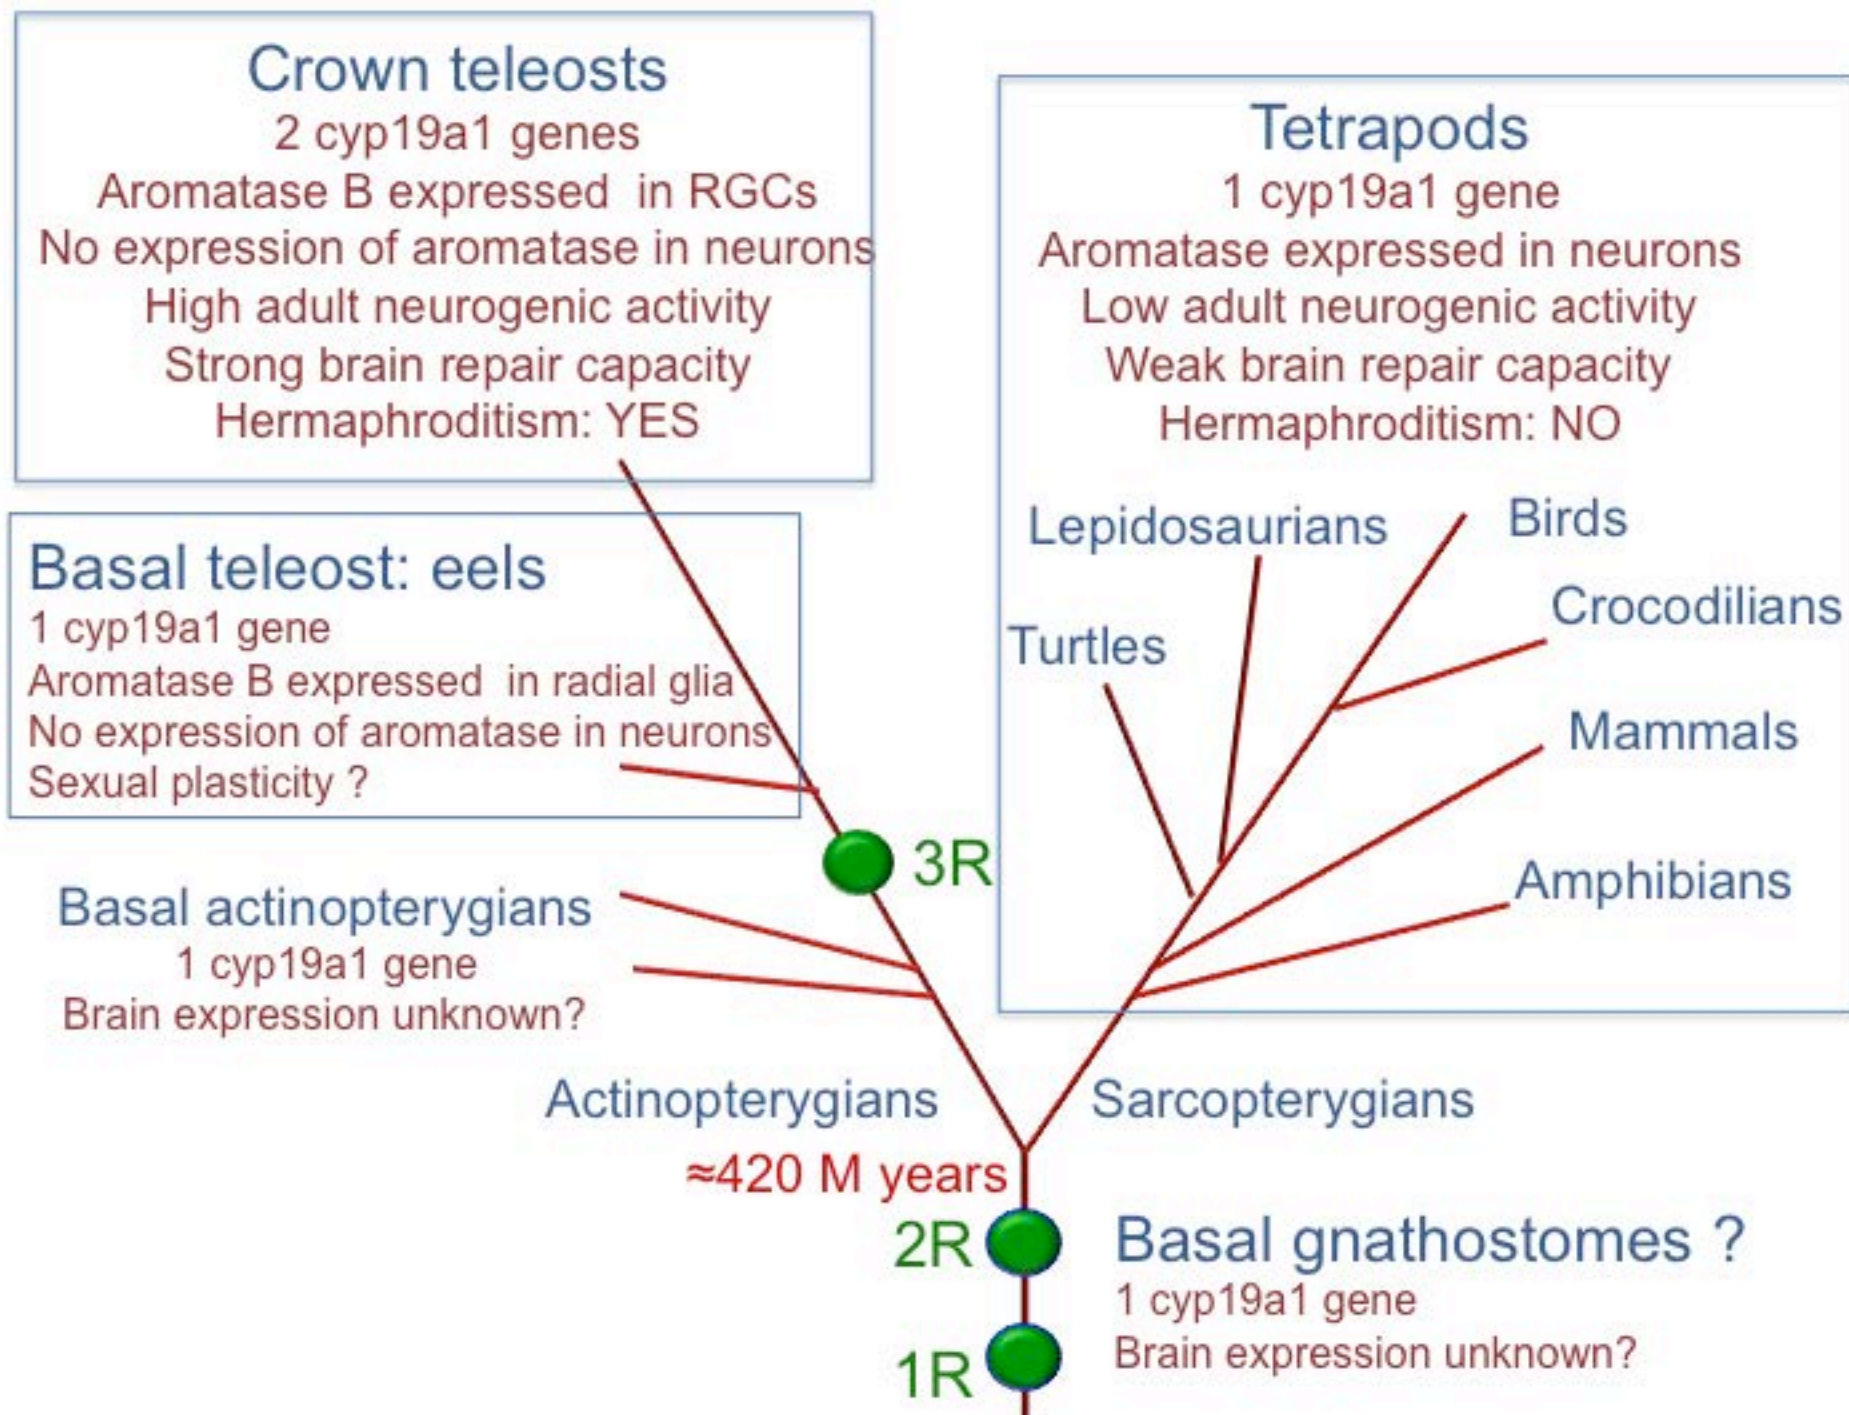 Crown teleosts
2 cyp19a1 genes
Aromatase B expressed in RGCs
No expression of aromatase in neurons
High adult neurogenic activity
Strong brain repair capacity
Hermaphroditism: YES
Tetrapods
1 cyp19a1 gene
Aromatase expressed in neurons
Low adult neurogenic activity
Weak brain repair capacity
Hermaphroditism: NO
Lepidosaurians
Birds
Crocodilians
Turtles
Mammals
Amphibians
Basal teleost: eels
1 cyp19a1 gene
Aromatase B expressed in radial glia
No expression of aromatase in neurons
Sexual plasticity ?
3R
Basal actinopterygians
1 cyp19a1 gene
Brain expression unknown?
Actinopterygians
Sarcopterygians
≈420 M years
2R
Basal gnathostomes ?
1 cyp19a1 gene
Brain expression unknown?
1R